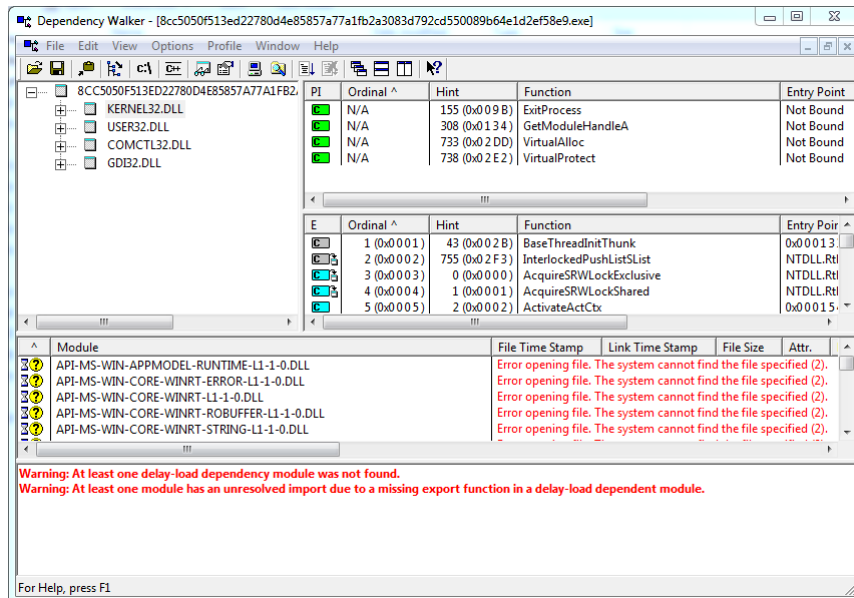 Dependency Walker - [8cc5050f513ed22780d4e85857a77a1fb2a3083d792cd550089b64e1d2ef58e9.exe]
File Edit View Options Profile Window Help
8CC5050F513ED22780D4E85857A77A1FB2
KERNEL32.DLL
USER32.DLL
COMCTL32.DLL
GDI32.DLL
PI Ordinal ^ Hint Function Entry Point
C N/A 155 (0x009B) ExitProcess Not Bound
C N/A 308 (0x0134) GetModuleHandleA Not Bound
C N/A 733 (0x02DD) VirtualAlloc Not Bound
C N/A 738 (0x02E2) VirtualProtect Not Bound
E Ordinal ^ Hint Function Entry Poir
C 1 (0x0001) 43 (0x002B) BaseThreadInitThunk 0x00013
C 2 (0x0002) 755 (0x02F3) InterlockedPushListSList NTDLL.Rtl
C 3 (0x0003) 0 (0x0000) AcquireSRWLockExclusive NTDLL.Rtl
C 4 (0x0004) 1 (0x0001) AcquireSRWLockShared NTDLL.Rtl
C 5 (0x0005) 2 (0x0002) ActivateActCtx 0x00015
^ Module File Time Stamp Link Time Stamp File Size Attr.
API-MS-WIN-APPMODEL-RUNTIME-L1-1-0.DLL Error opening file. The system cannot find the file specified (2).
API-MS-WIN-CORE-WINRT-ERROR-L1-1-0.DLL Error opening file. The system cannot find the file specified (2).
API-MS-WIN-CORE-WINRT-L1-1-0.DLL Error opening file. The system cannot find the file specified (2).
API-MS-WIN-CORE-WINRT-ROBUFFER-L1-1-0.DLL Error opening file. The system cannot find the file specified (2).
API-MS-WIN-CORE-WINRT-STRING-L1-1-0.DLL Error opening file. The system cannot find the file specified (2).
Warning: At least one delay-load dependency module was not found.
Warning: At least one module has an unresolved import due to a missing export function in a delay-load dependent module.
For Help, press F1